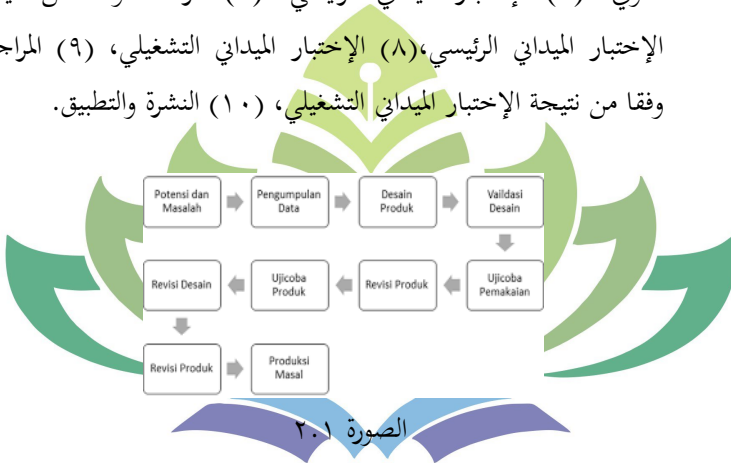 الإختبار الميداني الرئيسي،(٨) الإختبار الميداني التشغيلي، (٩)
وفقا من نتيجة الإختبار الميداني التشغيلي، (١٠) النشرة والتطبيق.
Potensi dan
Masalah
Pengumpulan
Data
Desain
Produk
Vaildasi
Desain
Ujicoba
Pemakaian
Revisi Produk
Ujicoba
Produk
Revisi Desain
Revisi Produk
Produksi
Masal
الصورة ٢.١